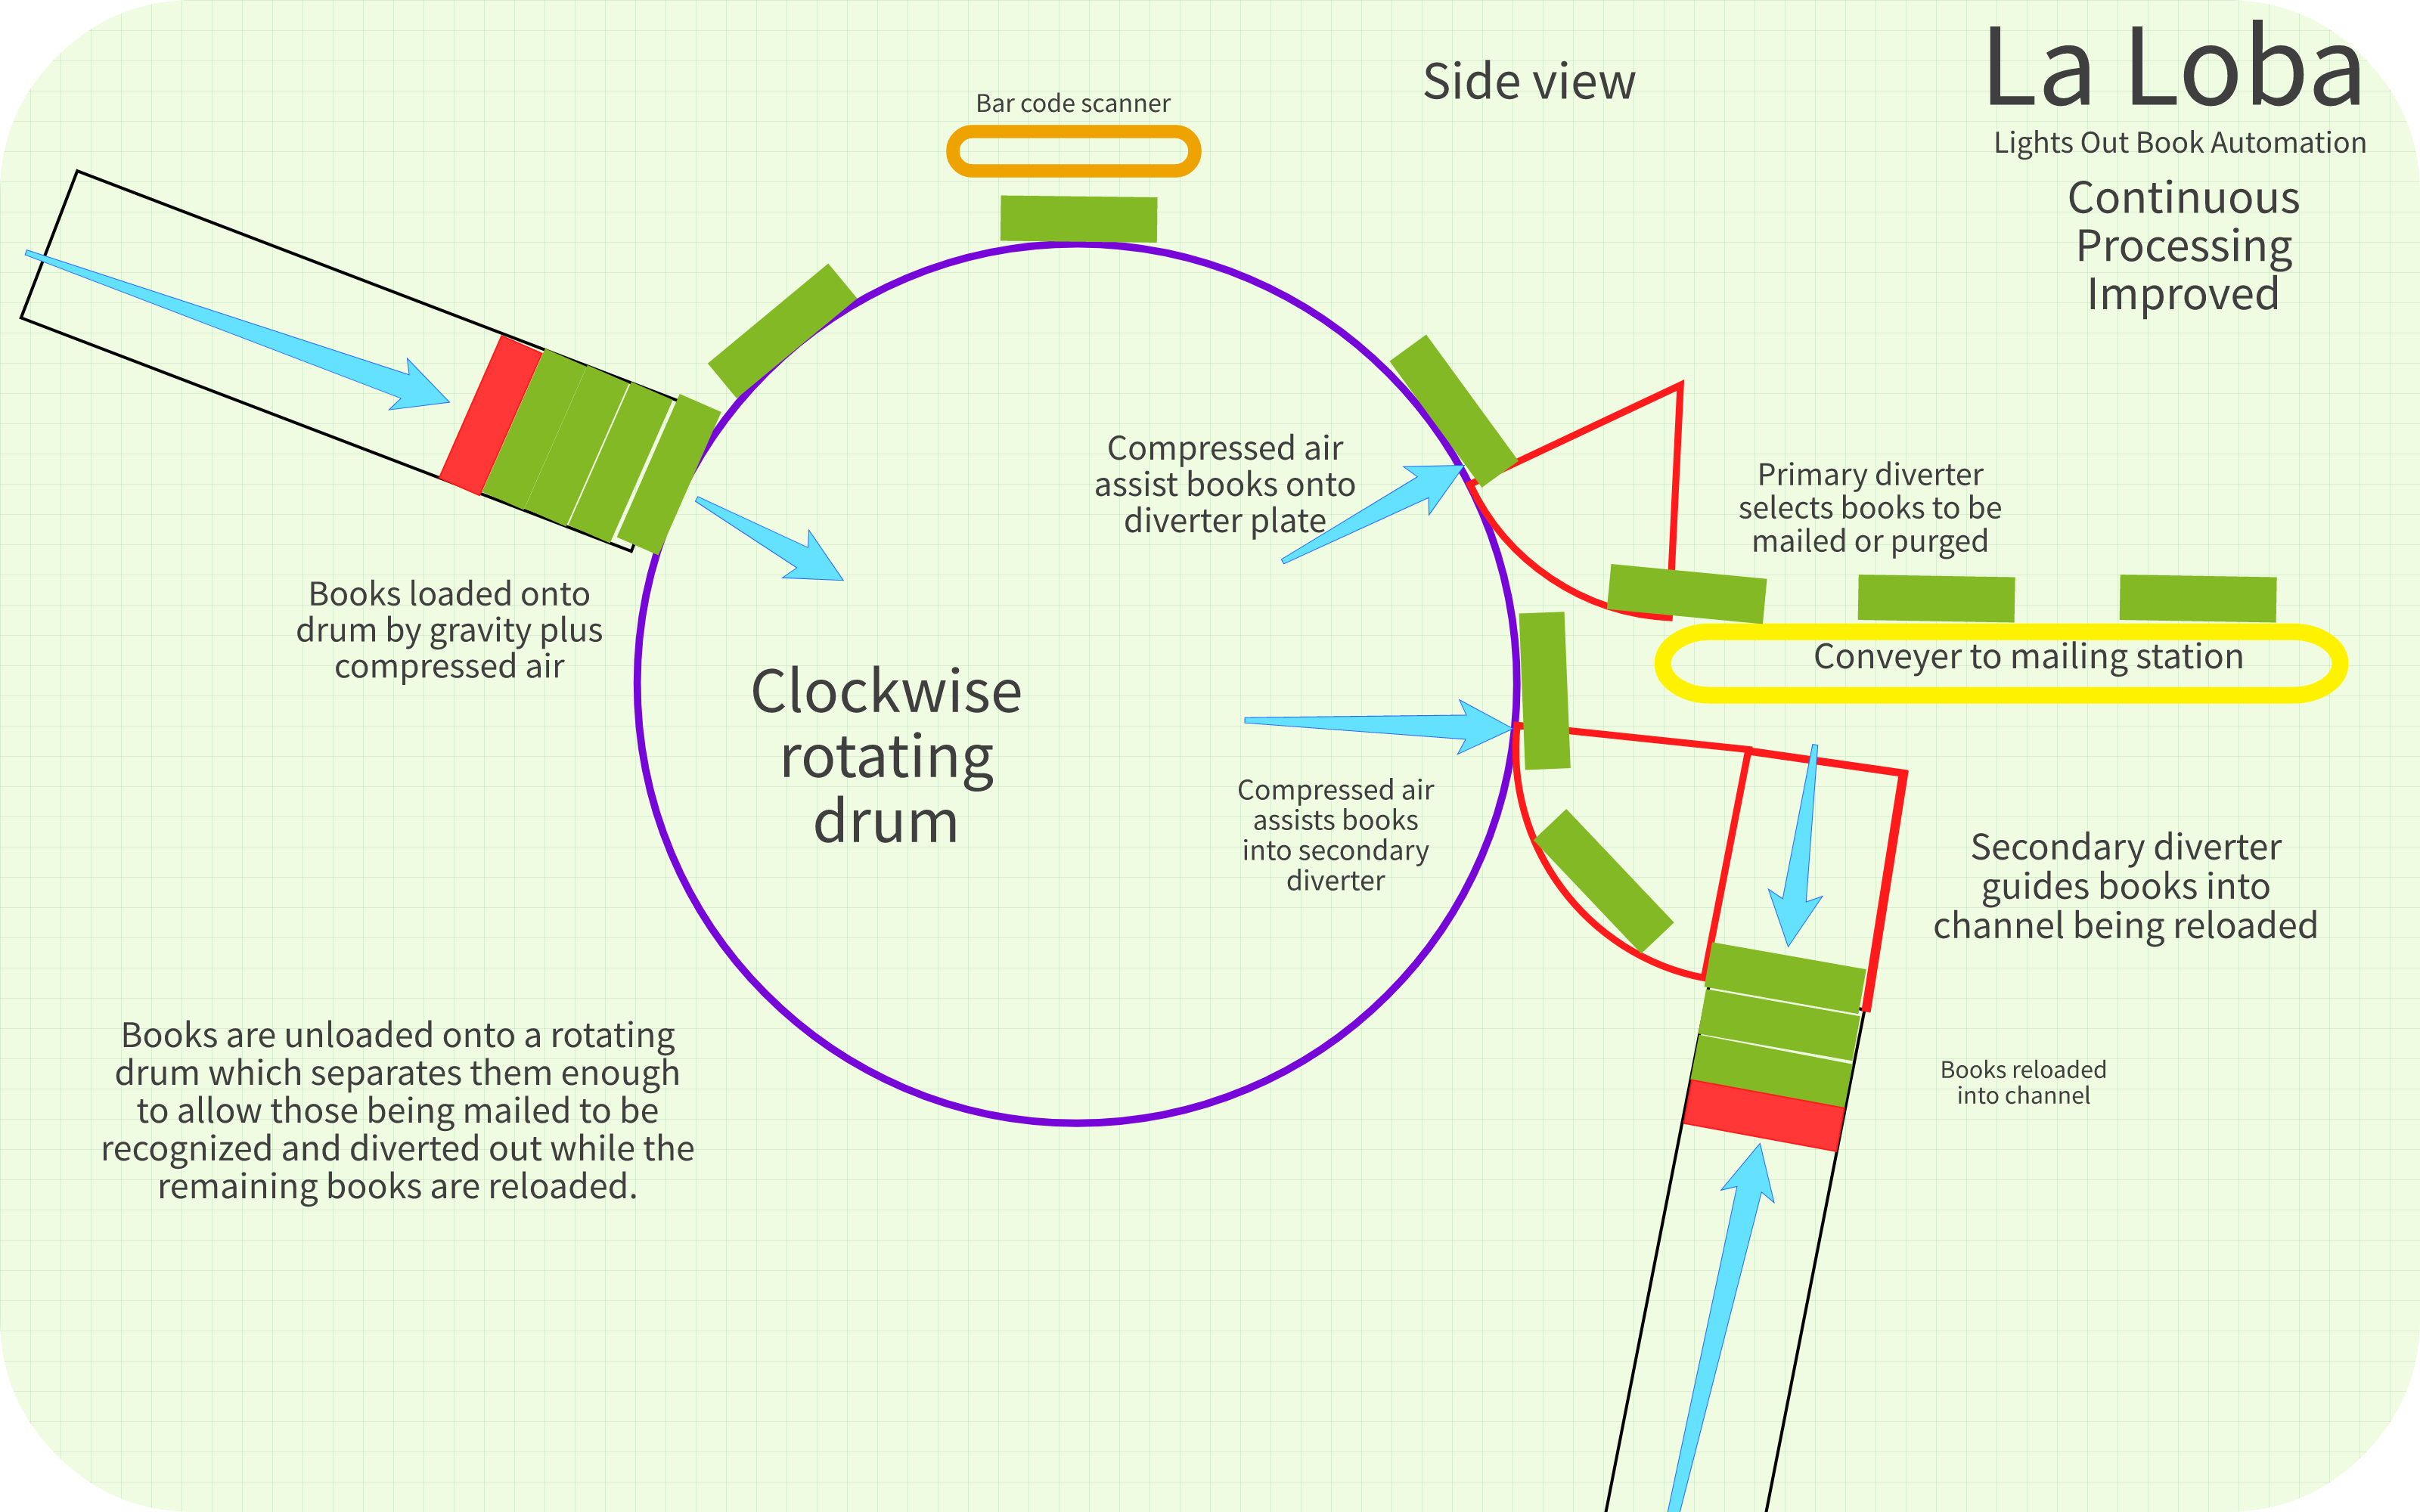 La Loba
Lights Out Book Automation
Continuous
Processing
Improved
Side view
Bar code scanner
Compressed air
assist books onto
diverter plate
Primary diverter
selects books to be
mailed or purged
Books loaded onto
drum by gravity plus
compressed air
Conveyer to mailing station
Clockwise
rotating
drum
Compressed air
assists books
into secondary
diverter
Secondary diverter
guides books into
channel being reloaded
Books are unloaded onto a rotating
drum which separates them enough
to allow those being mailed to be
recognized and diverted out while the
remaining books are reloaded.
Books reloaded
into channel